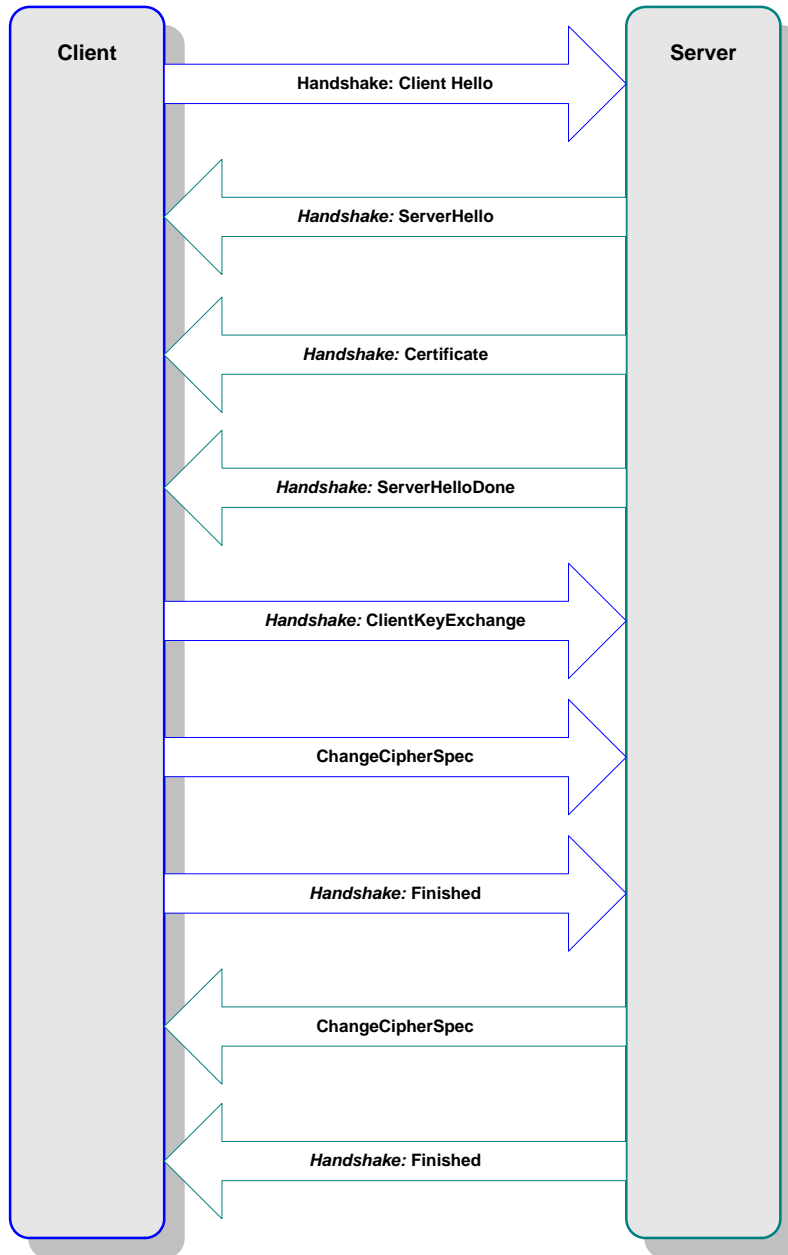 Client
Server
Handshake: Client Hello
Handshake: ServerHello
Handshake: Certificate
Handshake: ServerHelloDone
Handshake: ClientKeyExchange
ChangeCipherSpec
Handshake: Finished
ChangeCipherSpec
Handshake: Finished